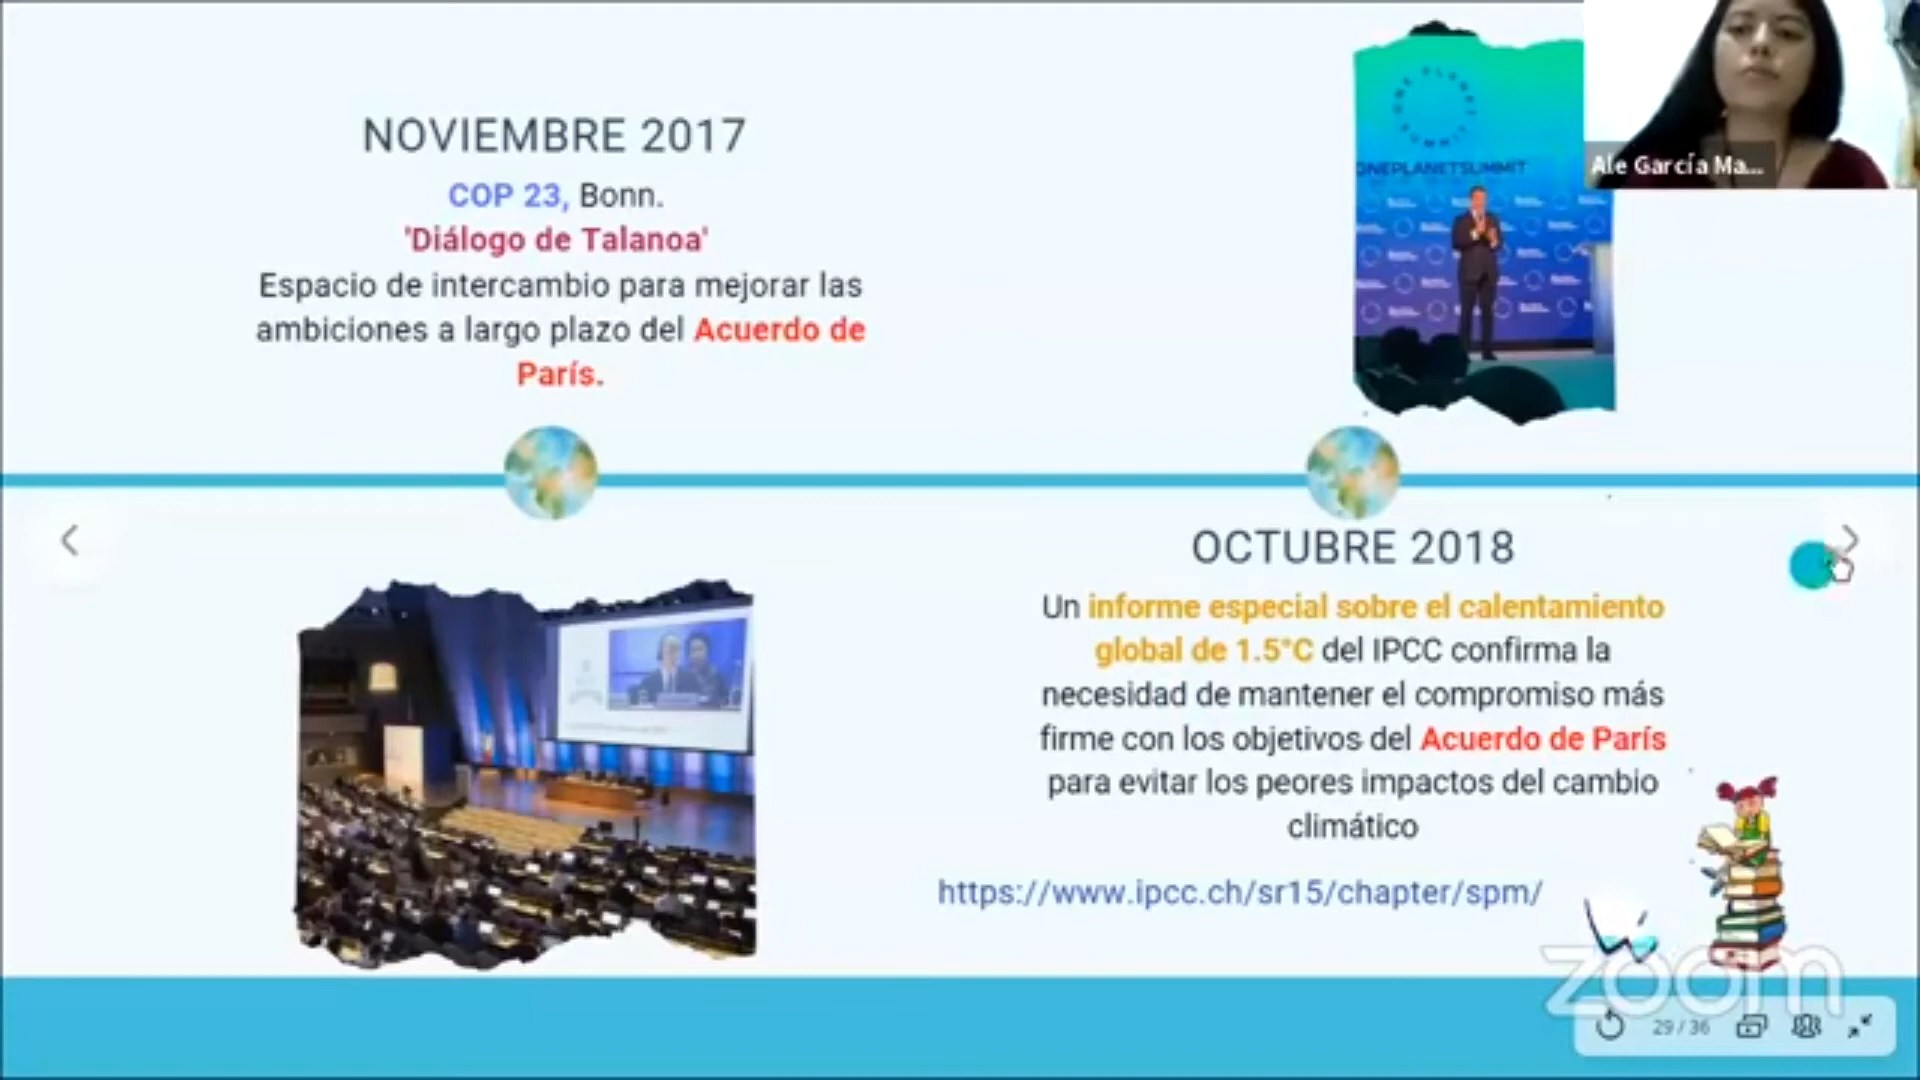 NOVIEMBRE 2017
COP 23, Bonn.
'Diálogo de Talanoa'
Espacio de intercambio para mejorar las
ambiciones a largo plazo del Acuerdo de
París.
ONE PLANET
SUMMIT
ONEPLANETSUMMIT
Ale García Ma...
OCTUBRE 2018
Un informe especial sobre el calentamiento
global de 1.5°C del IPCC confirma la
necesidad de mantener el compromiso más
firme con los objetivos del Acuerdo de París
para evitar los peores impactos del cambio
climático
https://www.ipcc.ch/sr15/chapter/spm/
zoom
29 / 36